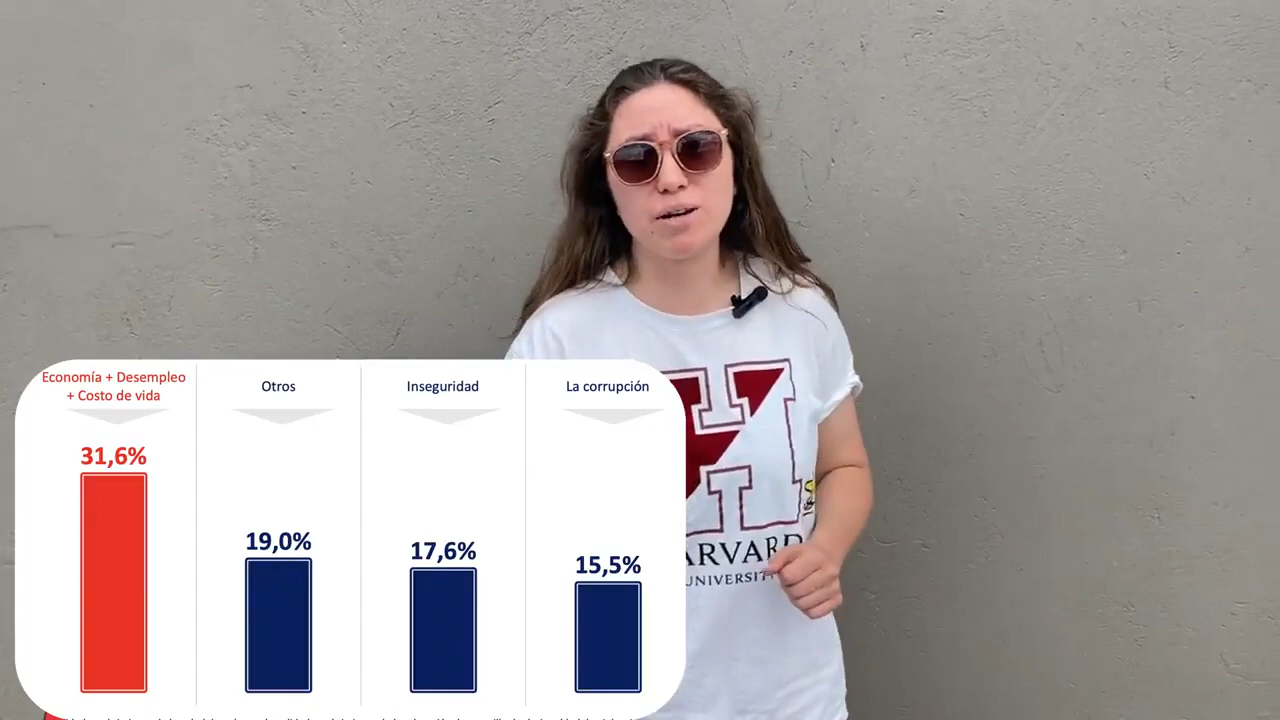 Economía + Desempleo
+ Costo de vida
Otros
Inseguridad
La corrupción
31,6%
19,0%
17,6%
15,5%
H
ARVARD
UNIVERSIT